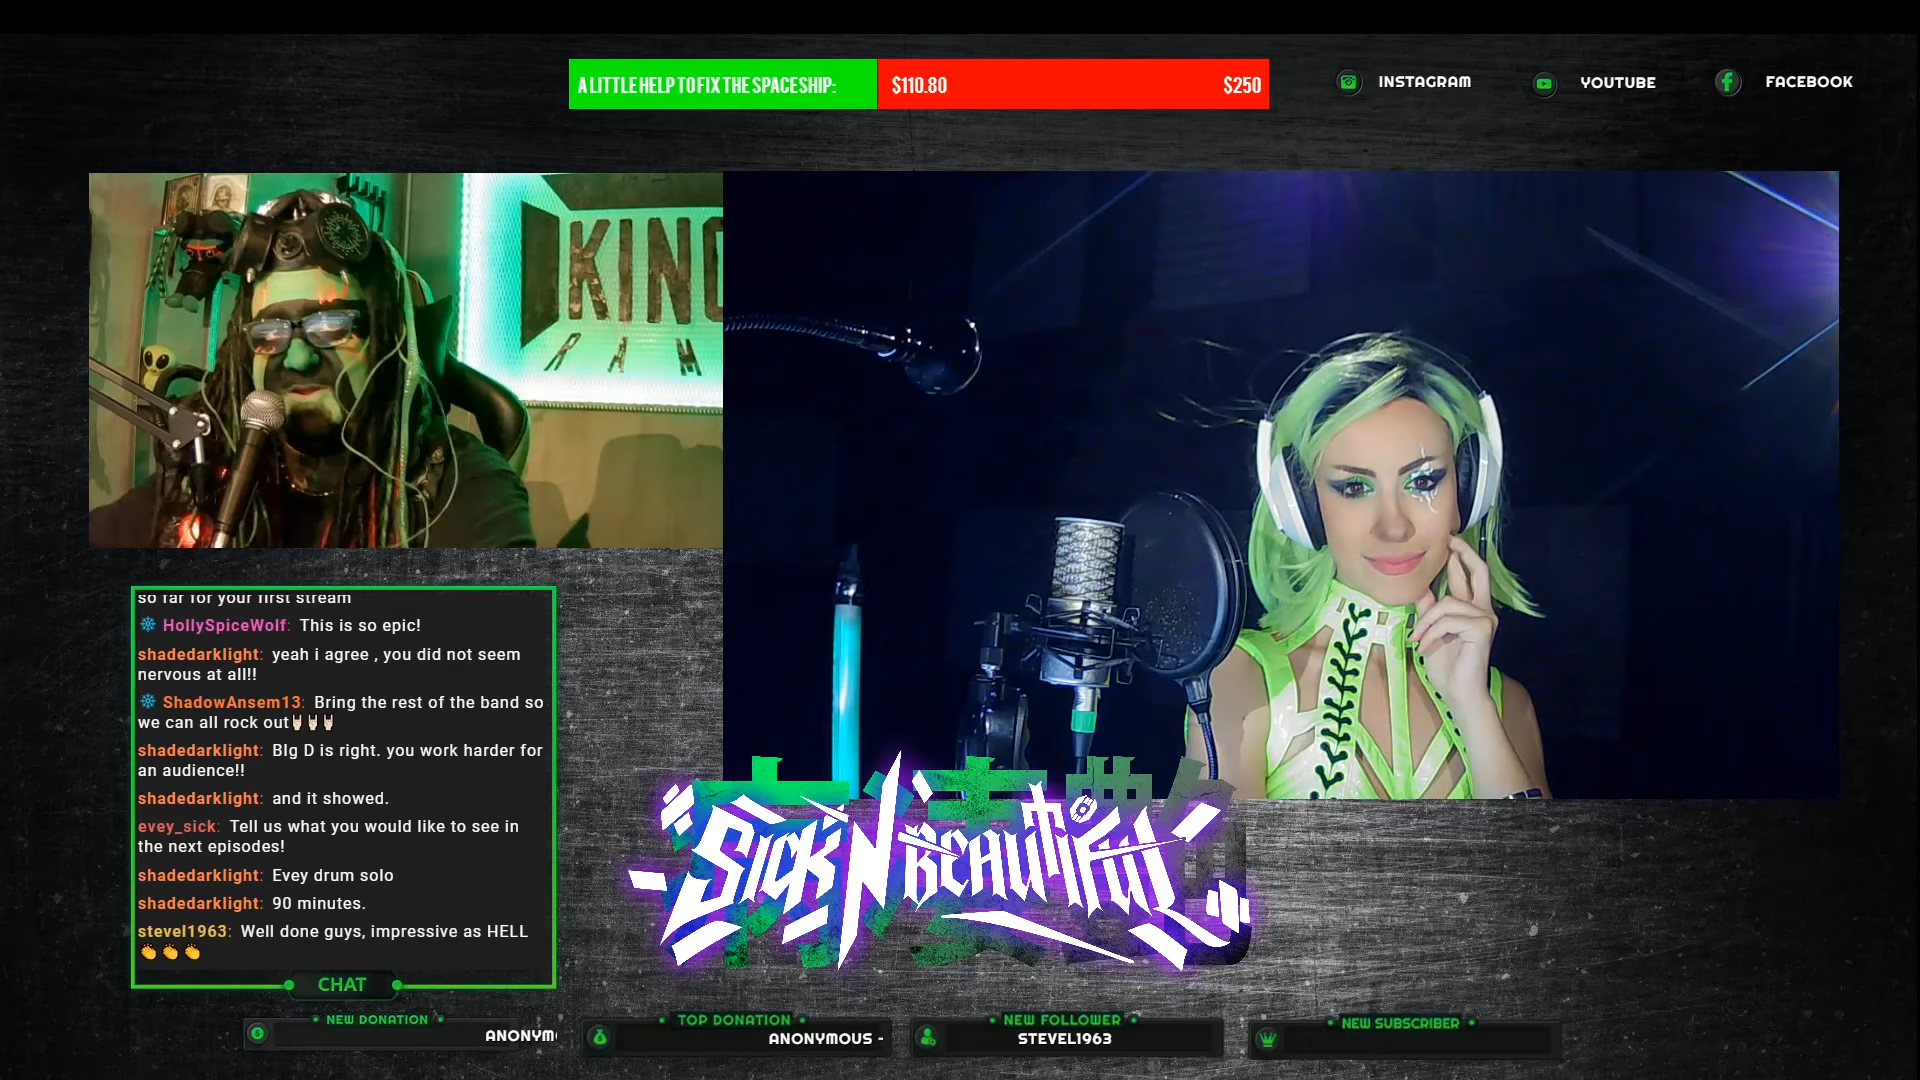 A LITTLE HELP TO FIX THE SPACESHIP:
$110.80
$250
INSTAGRAM
YOUTUBE
FACEBOOK
so far for your first stream
HollySpiceWolf: This is so epic!
shadedarklight: yeah i agree , you did not seem
nervous at all!!
ShadowAnsem13: Bring the rest of the band so
we can all rock out🤘🏻🤘🏻🤘🏻
shadedarklight: BIg D is right. you work harder for
an audience!!
shadedarklight: and it showed.
evey_sick: Tell us what you would like to see in
the next episodes!
shadedarklight: Evey drum solo
shadedarklight: 90 minutes.
stevel1963: Well done guys, impressive as HELL
👏 👏 👏
CHAT
SICK N BEAUTIFUL
NEW DONATION
ANONYM
TOP DONATION
ANONYMOUS -
NEW FOLLOWER
STEVEL1963
NEW SUBSCRIBER